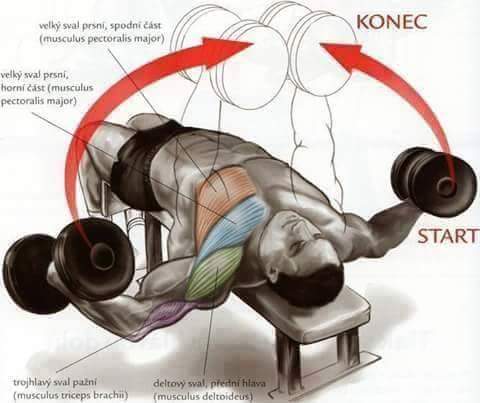 velký sval prsní, spodní část
(musculus pectoralis major)
KONEC
velký sval prsní,
horní část (musculus
pectoralis major)
START
trojhlavý sval pažní
(musculus triceps brachii)
deltový sval, přední hlava
(musculus deltoideus)